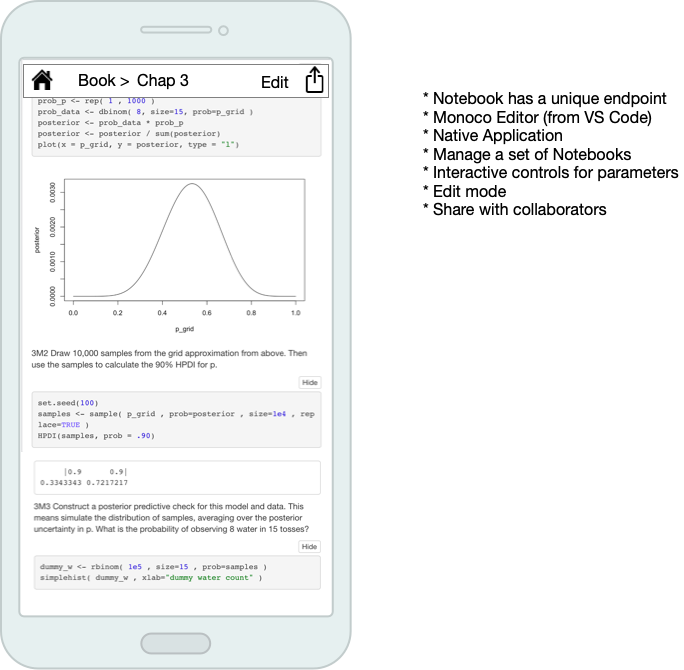 Book > Chap 3 Edit
prob_p <- rep( 1 , 1000 )
prob_data <- dbinom( 8, size=15, prob=p_grid )
posterior <- prob_data * prob_p
posterior <- posterior / sum(posterior)
plot(x = p_grid, y = posterior, type = "l")
0.0030
0.0020
0.0010
0.0000
posterior
0.0 0.2 0.4 0.6 0.8 1.0
p_grid
3M2 Draw 10,000 samples from the grid approximation from above. Then
use the samples to calculate the 90% HPDI for p.
Hide
set.seed(100)
samples <- sample( p_grid , prob=posterior , size=1e4 , rep
lace=TRUE )
HPDI(samples, prob = .90)
|0.9 0.9|
0.3343343 0.7217217
3M3 Construct a posterior predictive check for this model and data. This
means simulate the distribution of samples, averaging over the posterior
uncertainty in p. What is the probability of observing 8 water in 15 tosses?
Hide
dummy_w <- rbinom( 1e5 , size=15 , prob=samples )
simplehist( dummy_w , xlab="dummy water count" )
* Notebook has a unique endpoint
* Monoco Editor (from VS Code)
* Native Application
* Manage a set of Notebooks
* Interactive controls for parameters
* Edit mode
* Share with collaborators